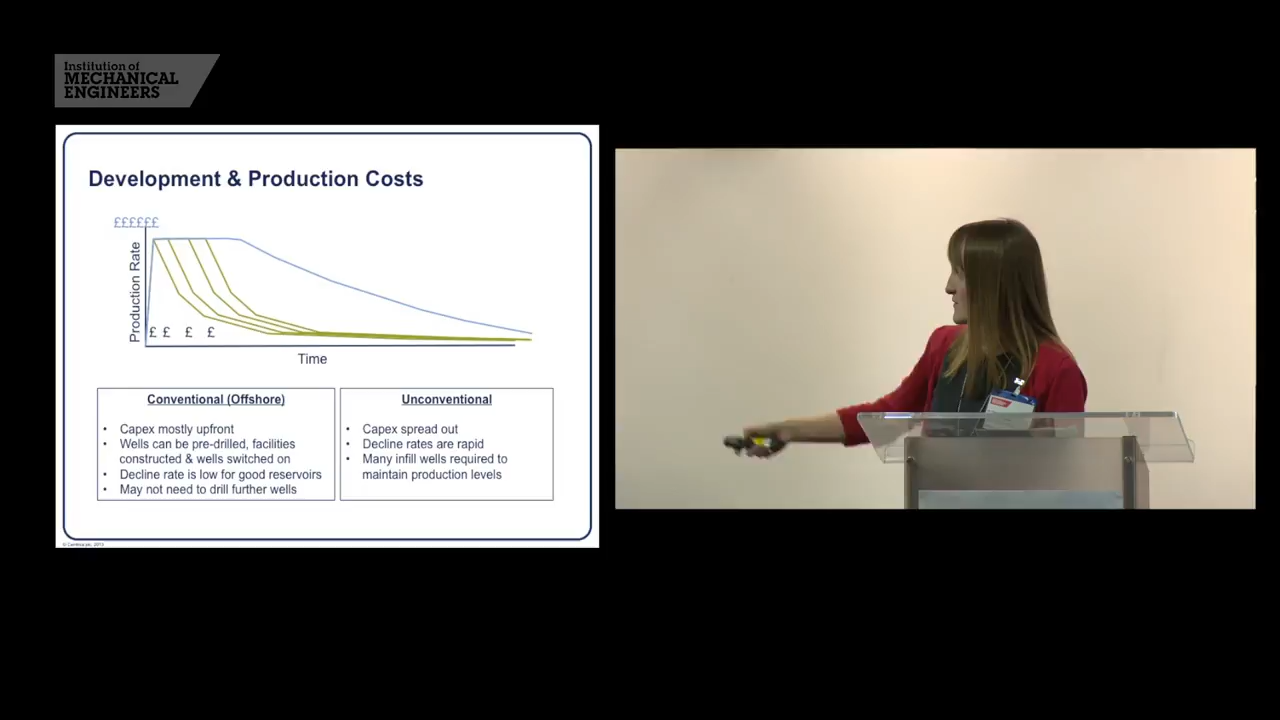 Institution of
MECHANICAL
ENGINEERS
Development & Production Costs
££££££
Production Rate
£ £ £ £
Time
Conventional (Offshore)
• Capex mostly upfront
• Wells can be pre-drilled, facilities
constructed & wells switched on
• Decline rate is low for good reservoirs
• May not need to drill further wells
Unconventional
• Capex spread out
• Decline rates are rapid
• Many infill wells required to
maintain production levels